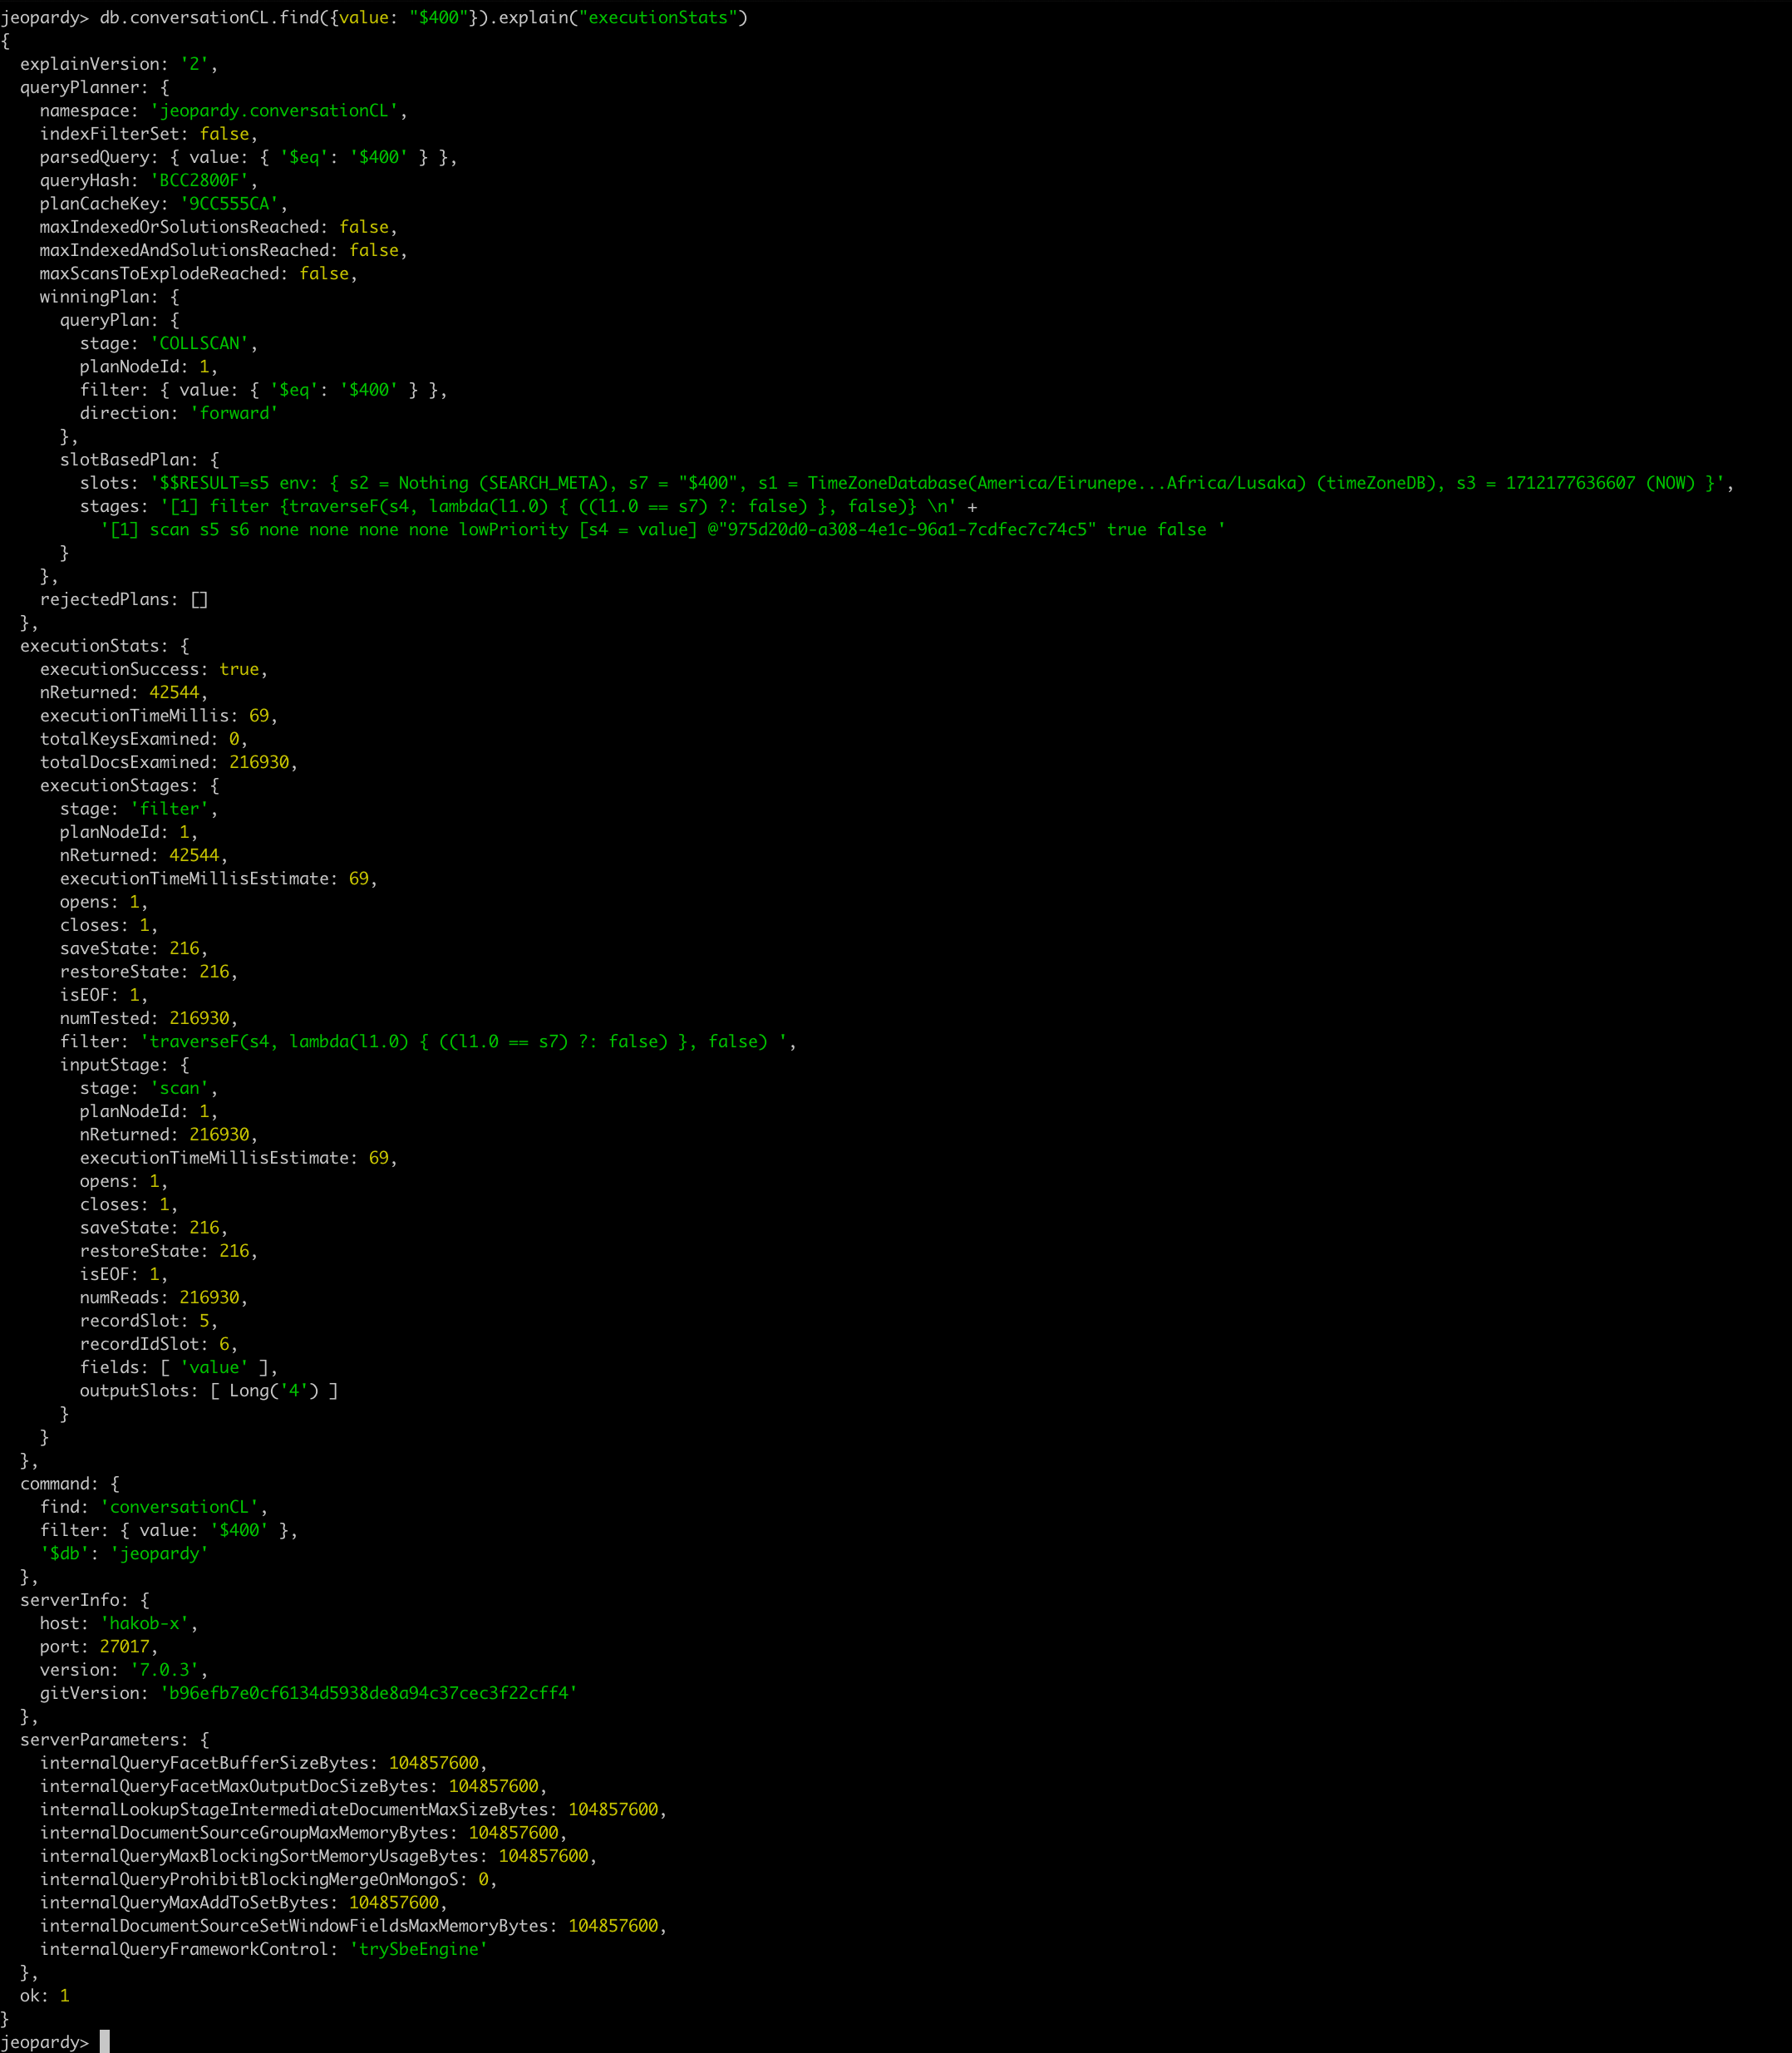 jeopardy> db.conversationCL.find({value: "$400"}).explain("executionStats")
{
  explainVersion: '2',
  queryPlanner: {
    namespace: 'jeopardy.conversationCL',
    indexFilterSet: false,
    parsedQuery: { value: { '$eq': '$400' } },
    queryHash: 'BCC2800F',
    planCacheKey: '9CC555CA',
    maxIndexedOrSolutionsReached: false,
    maxIndexedAndSolutionsReached: false,
    maxScansToExplodeReached: false,
    winningPlan: {
      queryPlan: {
        stage: 'COLLSCAN',
        planNodeId: 1,
        filter: { value: { '$eq': '$400' } },
        direction: 'forward'
      },
      slotBasedPlan: {
        slots: '$$RESULT=s5 env: { s2 = Nothing (SEARCH_META), s7 = "$400", s1 = TimeZoneDatabase(America/Eirunepe...Africa/Lusaka) (timeZoneDB), s3 = 1712177636607 (NOW) }',
        stages: '[1] filter {traverseF(s4, lambda(l1.0) { ((l1.0 == s7) ?: false) }, false)} \n' +
          '[1] scan s5 s6 none none none none lowPriority [s4 = value] @"975d20d0-a308-4e1c-96a1-7cdfec7c74c5" true false '
      }
    },
    rejectedPlans: []
  },
  executionStats: {
    executionSuccess: true,
    nReturned: 42544,
    executionTimeMillis: 69,
    totalKeysExamined: 0,
    totalDocsExamined: 216930,
    executionStages: {
      stage: 'filter',
      planNodeId: 1,
      nReturned: 42544,
      executionTimeMillisEstimate: 69,
      opens: 1,
      closes: 1,
      saveState: 216,
      restoreState: 216,
      isEOF: 1,
      numTested: 216930,
      filter: 'traverseF(s4, lambda(l1.0) { ((l1.0 == s7) ?: false) }, false) ',
      inputStage: {
        stage: 'scan',
        planNodeId: 1,
        nReturned: 216930,
        executionTimeMillisEstimate: 69,
        opens: 1,
        closes: 1,
        saveState: 216,
        restoreState: 216,
        isEOF: 1,
        numReads: 216930,
        recordSlot: 5,
        recordIdSlot: 6,
        fields: [ 'value' ],
        outputSlots: [ Long('4') ]
      }
    }
  },
  command: {
    find: 'conversationCL',
    filter: { value: '$400' },
    '$db': 'jeopardy'
  },
  serverInfo: {
    host: 'hakob-x',
    port: 27017,
    version: '7.0.3',
    gitVersion: 'b96efb7e0cf6134d5938de8a94c37cec3f22cff4'
  },
  serverParameters: {
    internalQueryFacetBufferSizeBytes: 104857600,
    internalQueryFacetMaxOutputDocSizeBytes: 104857600,
    internalLookupStageIntermediateDocumentMaxSizeBytes: 104857600,
    internalDocumentSourceGroupMaxMemoryBytes: 104857600,
    internalQueryMaxBlockingSortMemoryUsageBytes: 104857600,
    internalQueryProhibitBlockingMergeOnMongoS: 0,
    internalQueryMaxAddToSetBytes: 104857600,
    internalDocumentSourceSetWindowFieldsMaxMemoryBytes: 104857600,
    internalQueryFrameworkControl: 'trySbeEngine'
  },
  ok: 1
}
jeopardy>